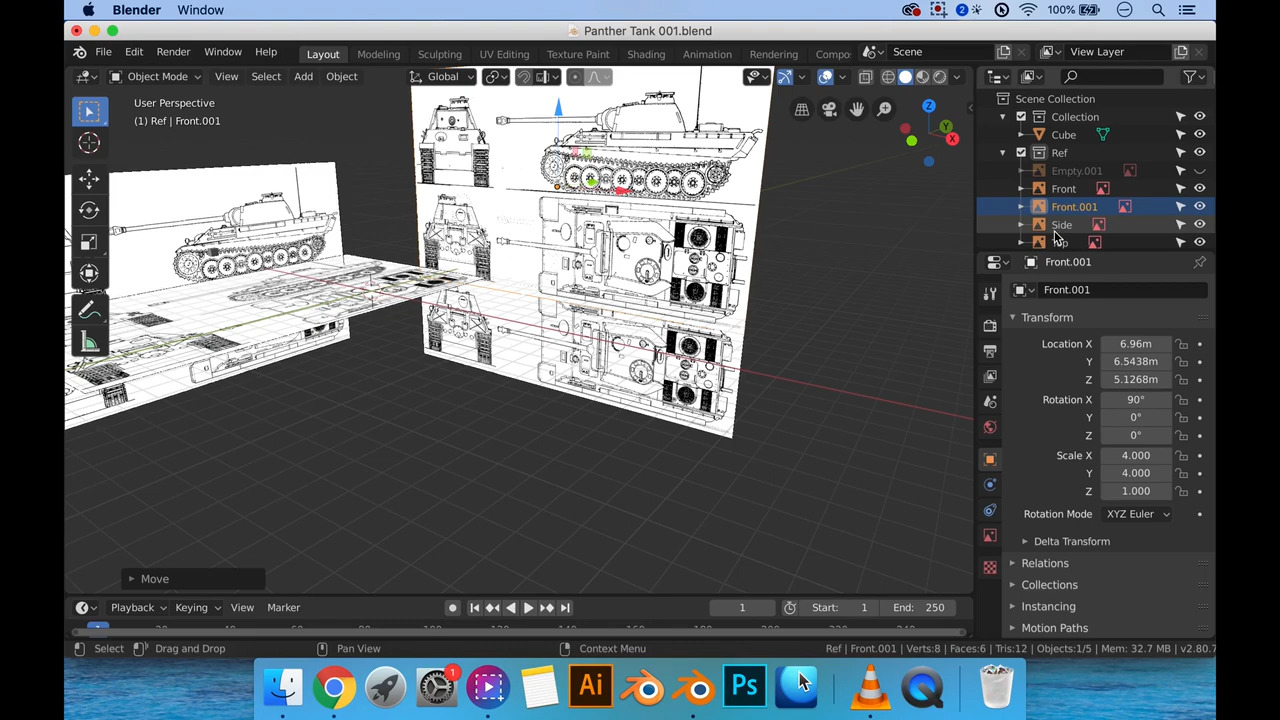 Blender Window 2 100%
Panther Tank 001.blend
File Edit Render Window Help Layout Modeling Sculpting UV Editing Texture Paint Shading Animation Rendering Compo Scene View Layer
Object Mode View Select Add Object Global
User Perspective
(1) Ref | Front.001
Z
Y
X
Scene Collection
Collection
Cube
Ref
Empty.001
Front
Front.001
Side
Front.001
Front.001
Transform
Location X 6.96m
Y 6.5438m
Z 5.1268m
Rotation X 90°
Y 0°
Z 0°
Scale X 4.000
Y 4.000
Z 1.000
Rotation Mode XYZ Euler
Delta Transform
Relations
Collections
Instancing
Motion Paths
Move
Playback Keying View Marker 1 Start: 1 End: 250
Select Drag and Drop Pan View Context Menu Ref | Front.001 | Verts:8 | Faces:6 | Tris:12 | Objects:1/5 | Mem: 32.7 MB | v2.80.7
1
Ai Ps